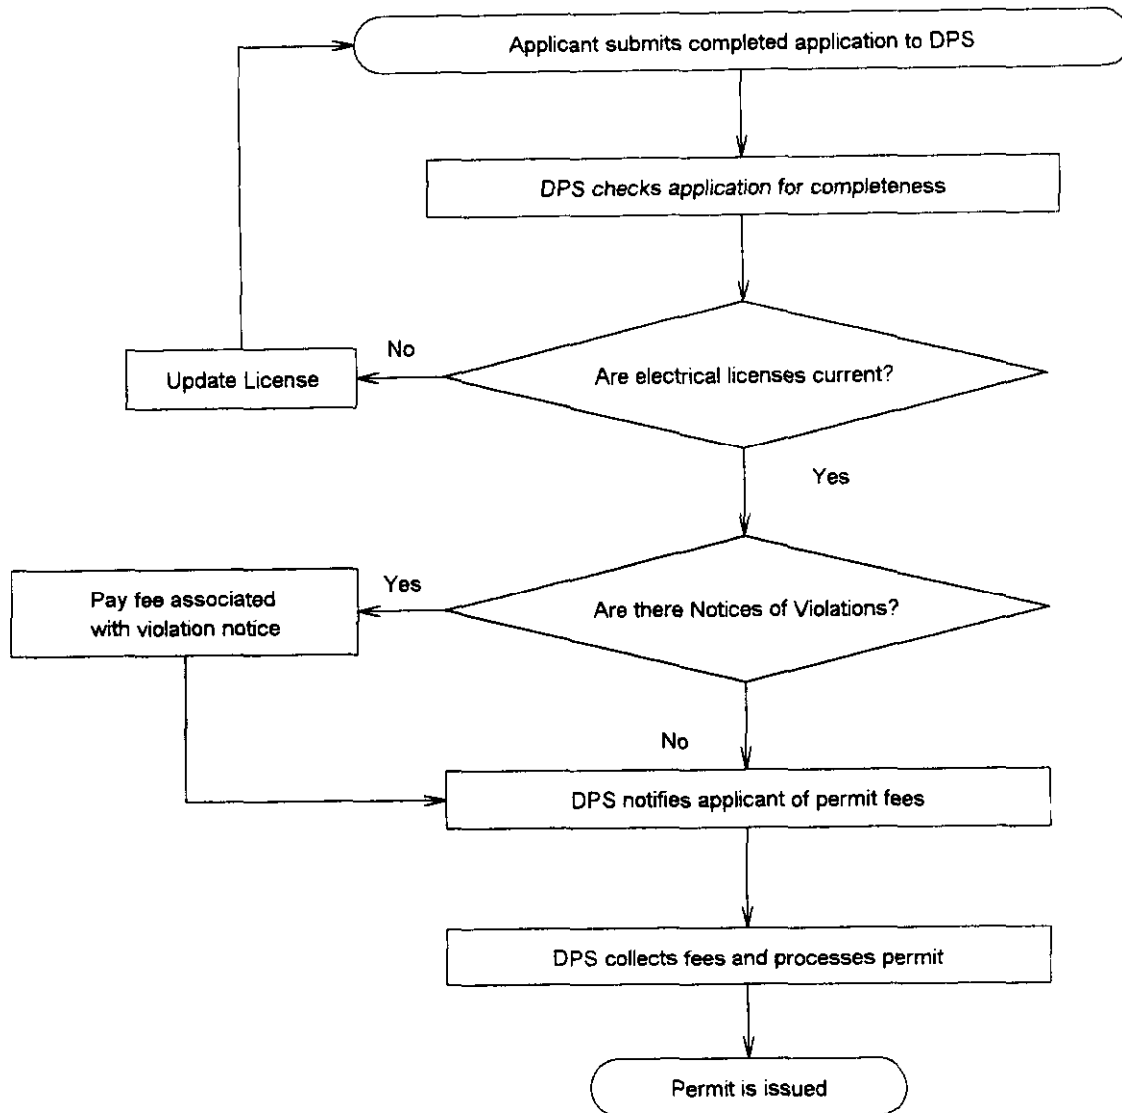 Applicant submits completed application to DPS
DPS checks application for completeness
No
Update License
Are electrical licenses current?
Yes
Yes
Pay fee associated
with violation notice
Are there Notices of Violations?
No
DPS notifies applicant of permit fees
DPS collects fees and processes permit
Permit is issued